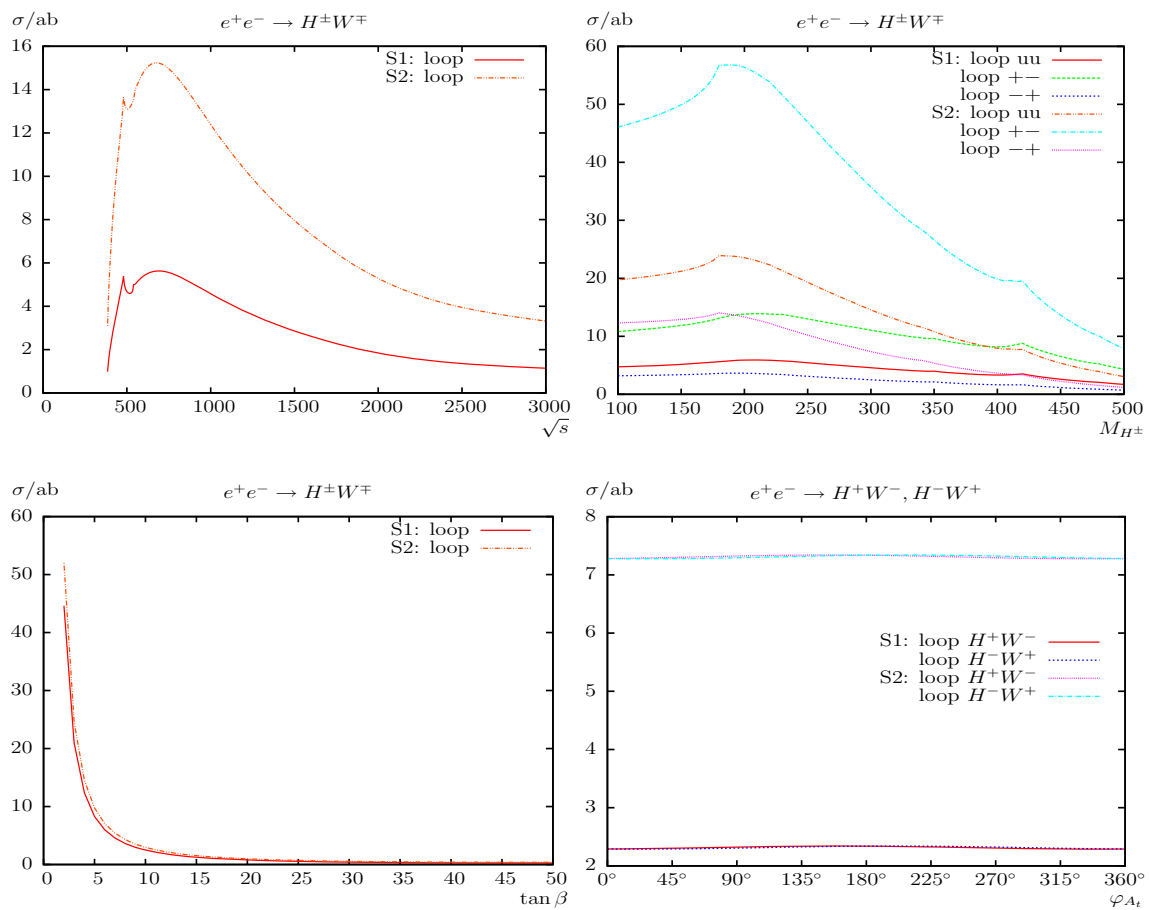 σ/ab
e⁺e⁻ → H±W∓
16
14
12
10
8
6
4
2
0
S1: loop
S2: loop
0 500 1000 1500 2000 2500 3000
√s
σ/ab
e⁺e⁻ → H±W∓
60
50
40
30
20
10
0
S1: loop uu
loop +−
loop −+
S2: loop uu
loop +−
loop −+
100 150 200 250 300 350 400 450 500
M_{H±}
σ/ab
e⁺e⁻ → H±W∓
60
50
40
30
20
10
0
S1: loop
S2: loop
0 5 10 15 20 25 30 35 40 45 50
tan β
σ/ab
e⁺e⁻ → H⁺W⁻, H⁻W⁺
8
7
6
5
4
3
2
S1: loop H⁺W⁻
loop H⁻W⁺
S2: loop H⁺W⁻
loop H⁻W⁺
0° 45° 90° 135° 180° 225° 270° 315° 360°
φ_{A_t}